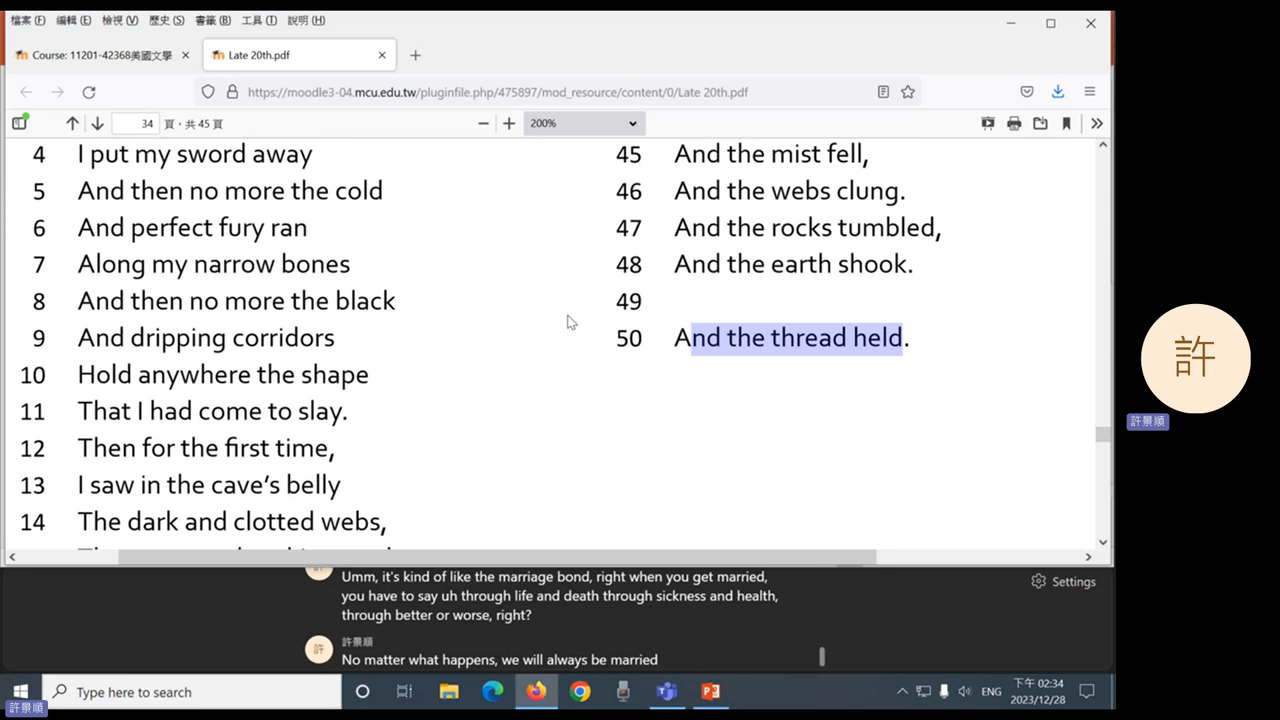 檔案 (F) 編輯 (E) 檢視 (V) 歷史 (S) 書籤 (B) 工具 (T) 說明 (H)
Course: 11201-42368美國文學
Late 20th.pdf
https://moodle3-04.mcu.edu.tw/pluginfile.php/475897/mod_resource/content/0/Late 20th.pdf
34 頁，共 45 頁
200%
4 I put my sword away
5 And then no more the cold
6 And perfect fury ran
7 Along my narrow bones
8 And then no more the black
9 And dripping corridors
10 Hold anywhere the shape
11 That I had come to slay.
12 Then for the first time,
13 I saw in the cave's belly
14 The dark and clotted webs,
45 And the mist fell,
46 And the webs clung.
47 And the rocks tumbled,
48 And the earth shook.
49
50 And the thread held.
許
許景順
Umm, it's kind of like the marriage bond, right when you get married,
you have to say uh through life and death through sickness and health,
through better or worse, right?
許
許景順
No matter what happens, we will always be married
Settings
Type here to search
ENG
下午 02:34
2023/12/28
許景順